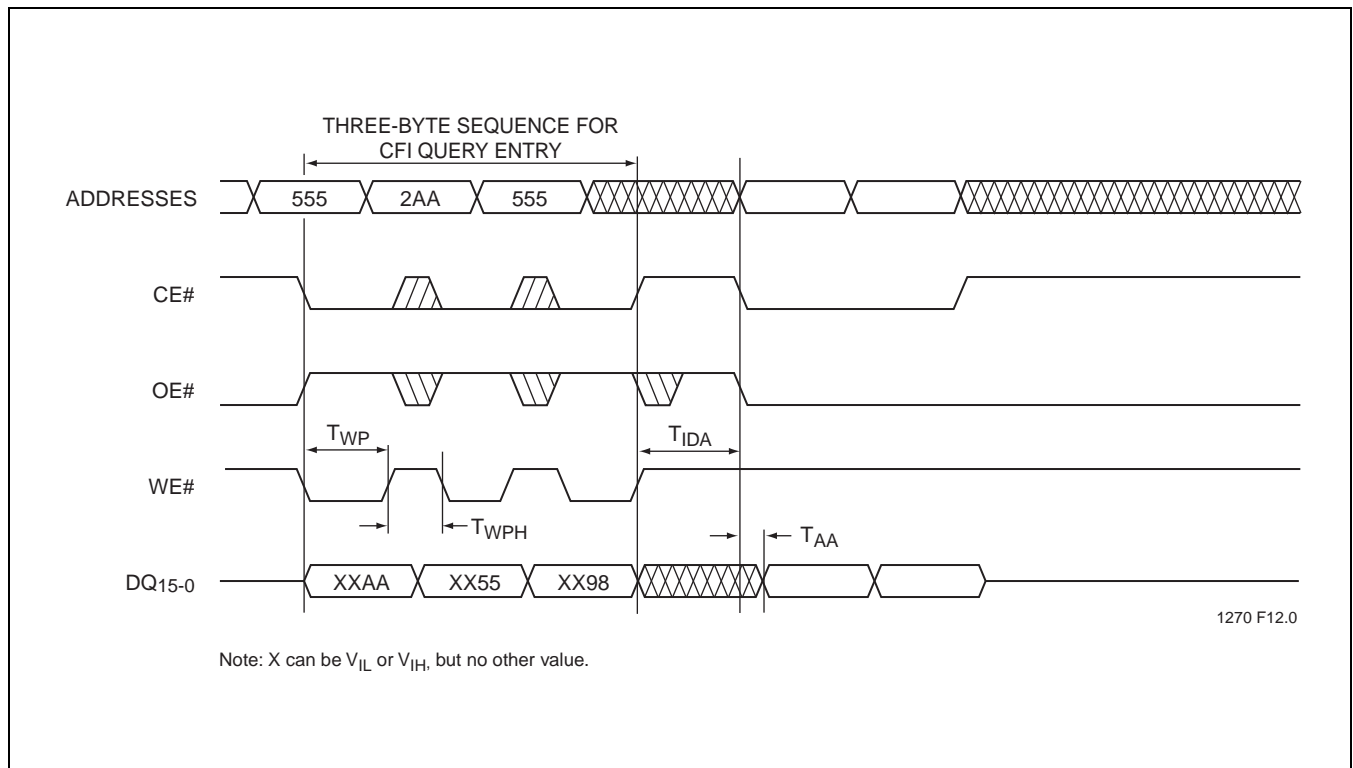 THREE-BYTE SEQUENCE FOR
CFI QUERY ENTRY
ADDRESSES
555
2AA
555
CE#
OE#
TWP
TIDA
WE#
TWPH
TAA
DQ15-0
XXAA
XX55
XX98
1270 F12.0
Note: X can be VIL or VIH, but no other value.